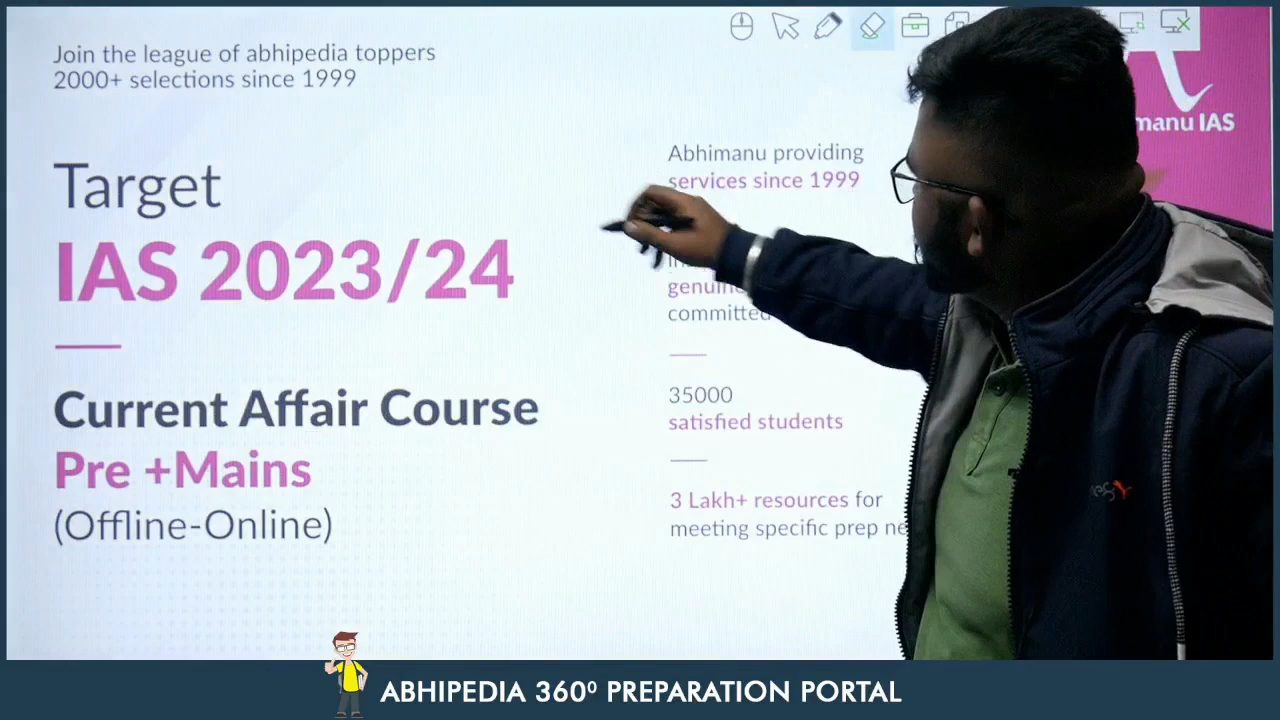 Join the league of abhipedia toppers
2000+ selections since 1999
Target
IAS 2023/24
Current Affair Course
Pre +Mains
(Offline-Online)
Abhimanu providing
services since 1999
genuine
committed
35000
satisfied students
3 Lakh+ resources for
meeting specific prep
IAS
ABHIPEDIA 360⁰ PREPARATION PORTAL